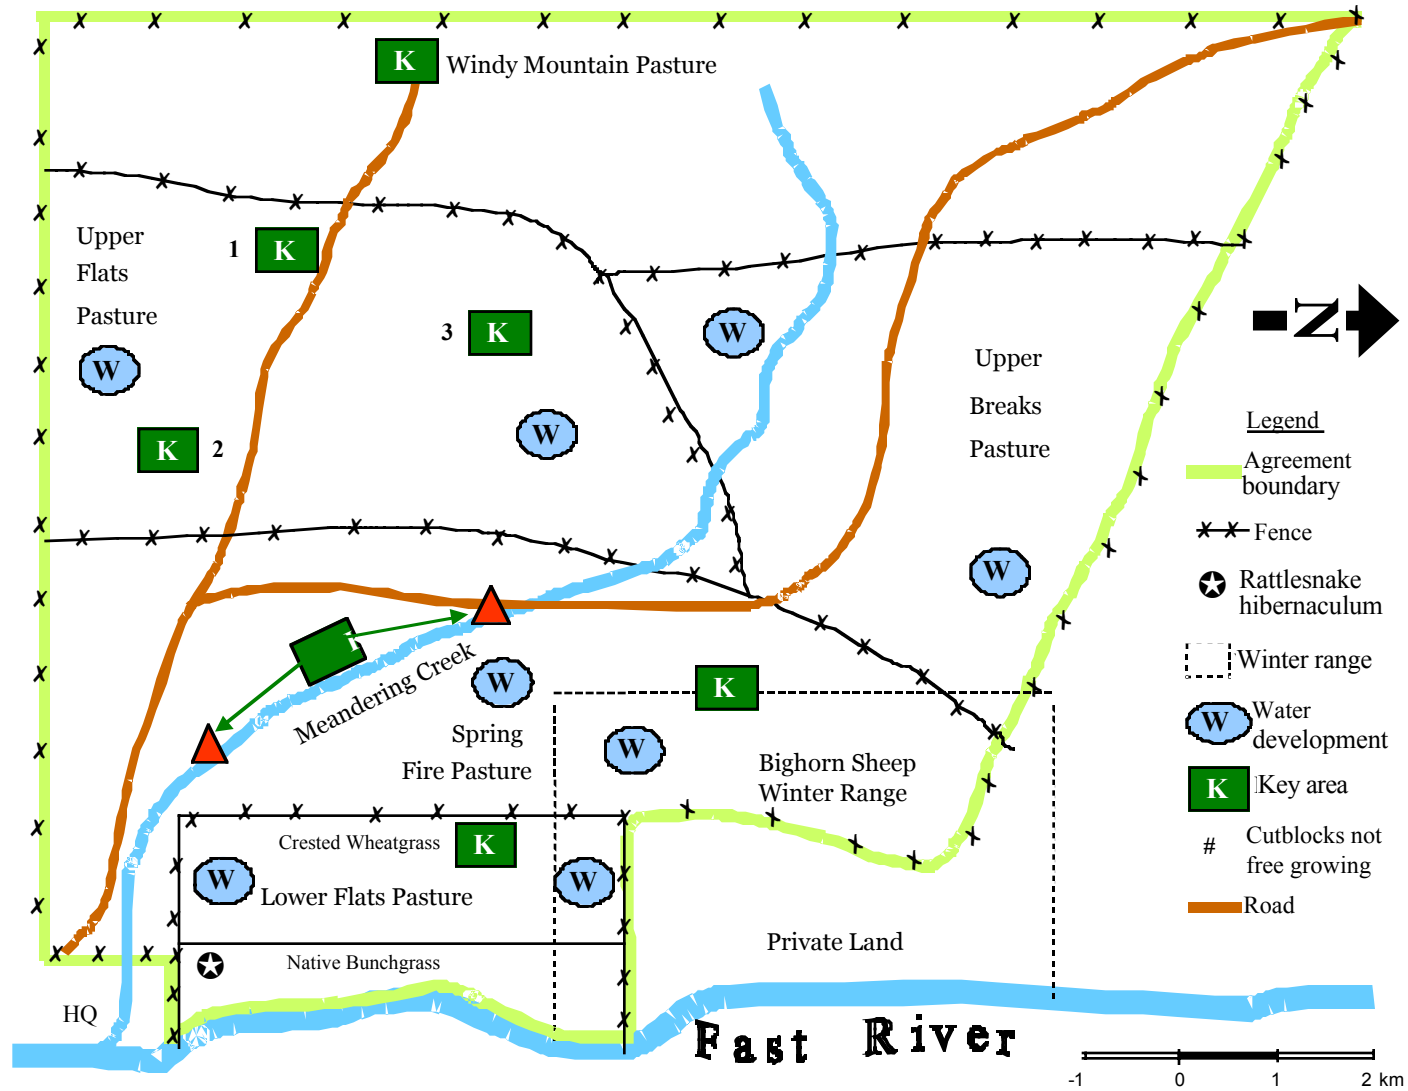 K
Windy Mountain Pasture
Upper
Flats
Pasture
1
K
3
K
W
W
N
Upper
Breaks
Pasture
W
K
2
W
Legend
Agreement
boundary
Fence
Rattlesnake
hibernaculum
Winter range
W
Water
development
K
Key area
#
Cutblocks not
free growing
Road
Meandering Creek
W
K
Spring
Fire Pasture
W
Bighorn Sheep
Winter Range
Crested Wheatgrass
K
W
Lower Flats Pasture
W
Native Bunchgrass
Private Land
HQ
Fast River
-1
0
1
2 km